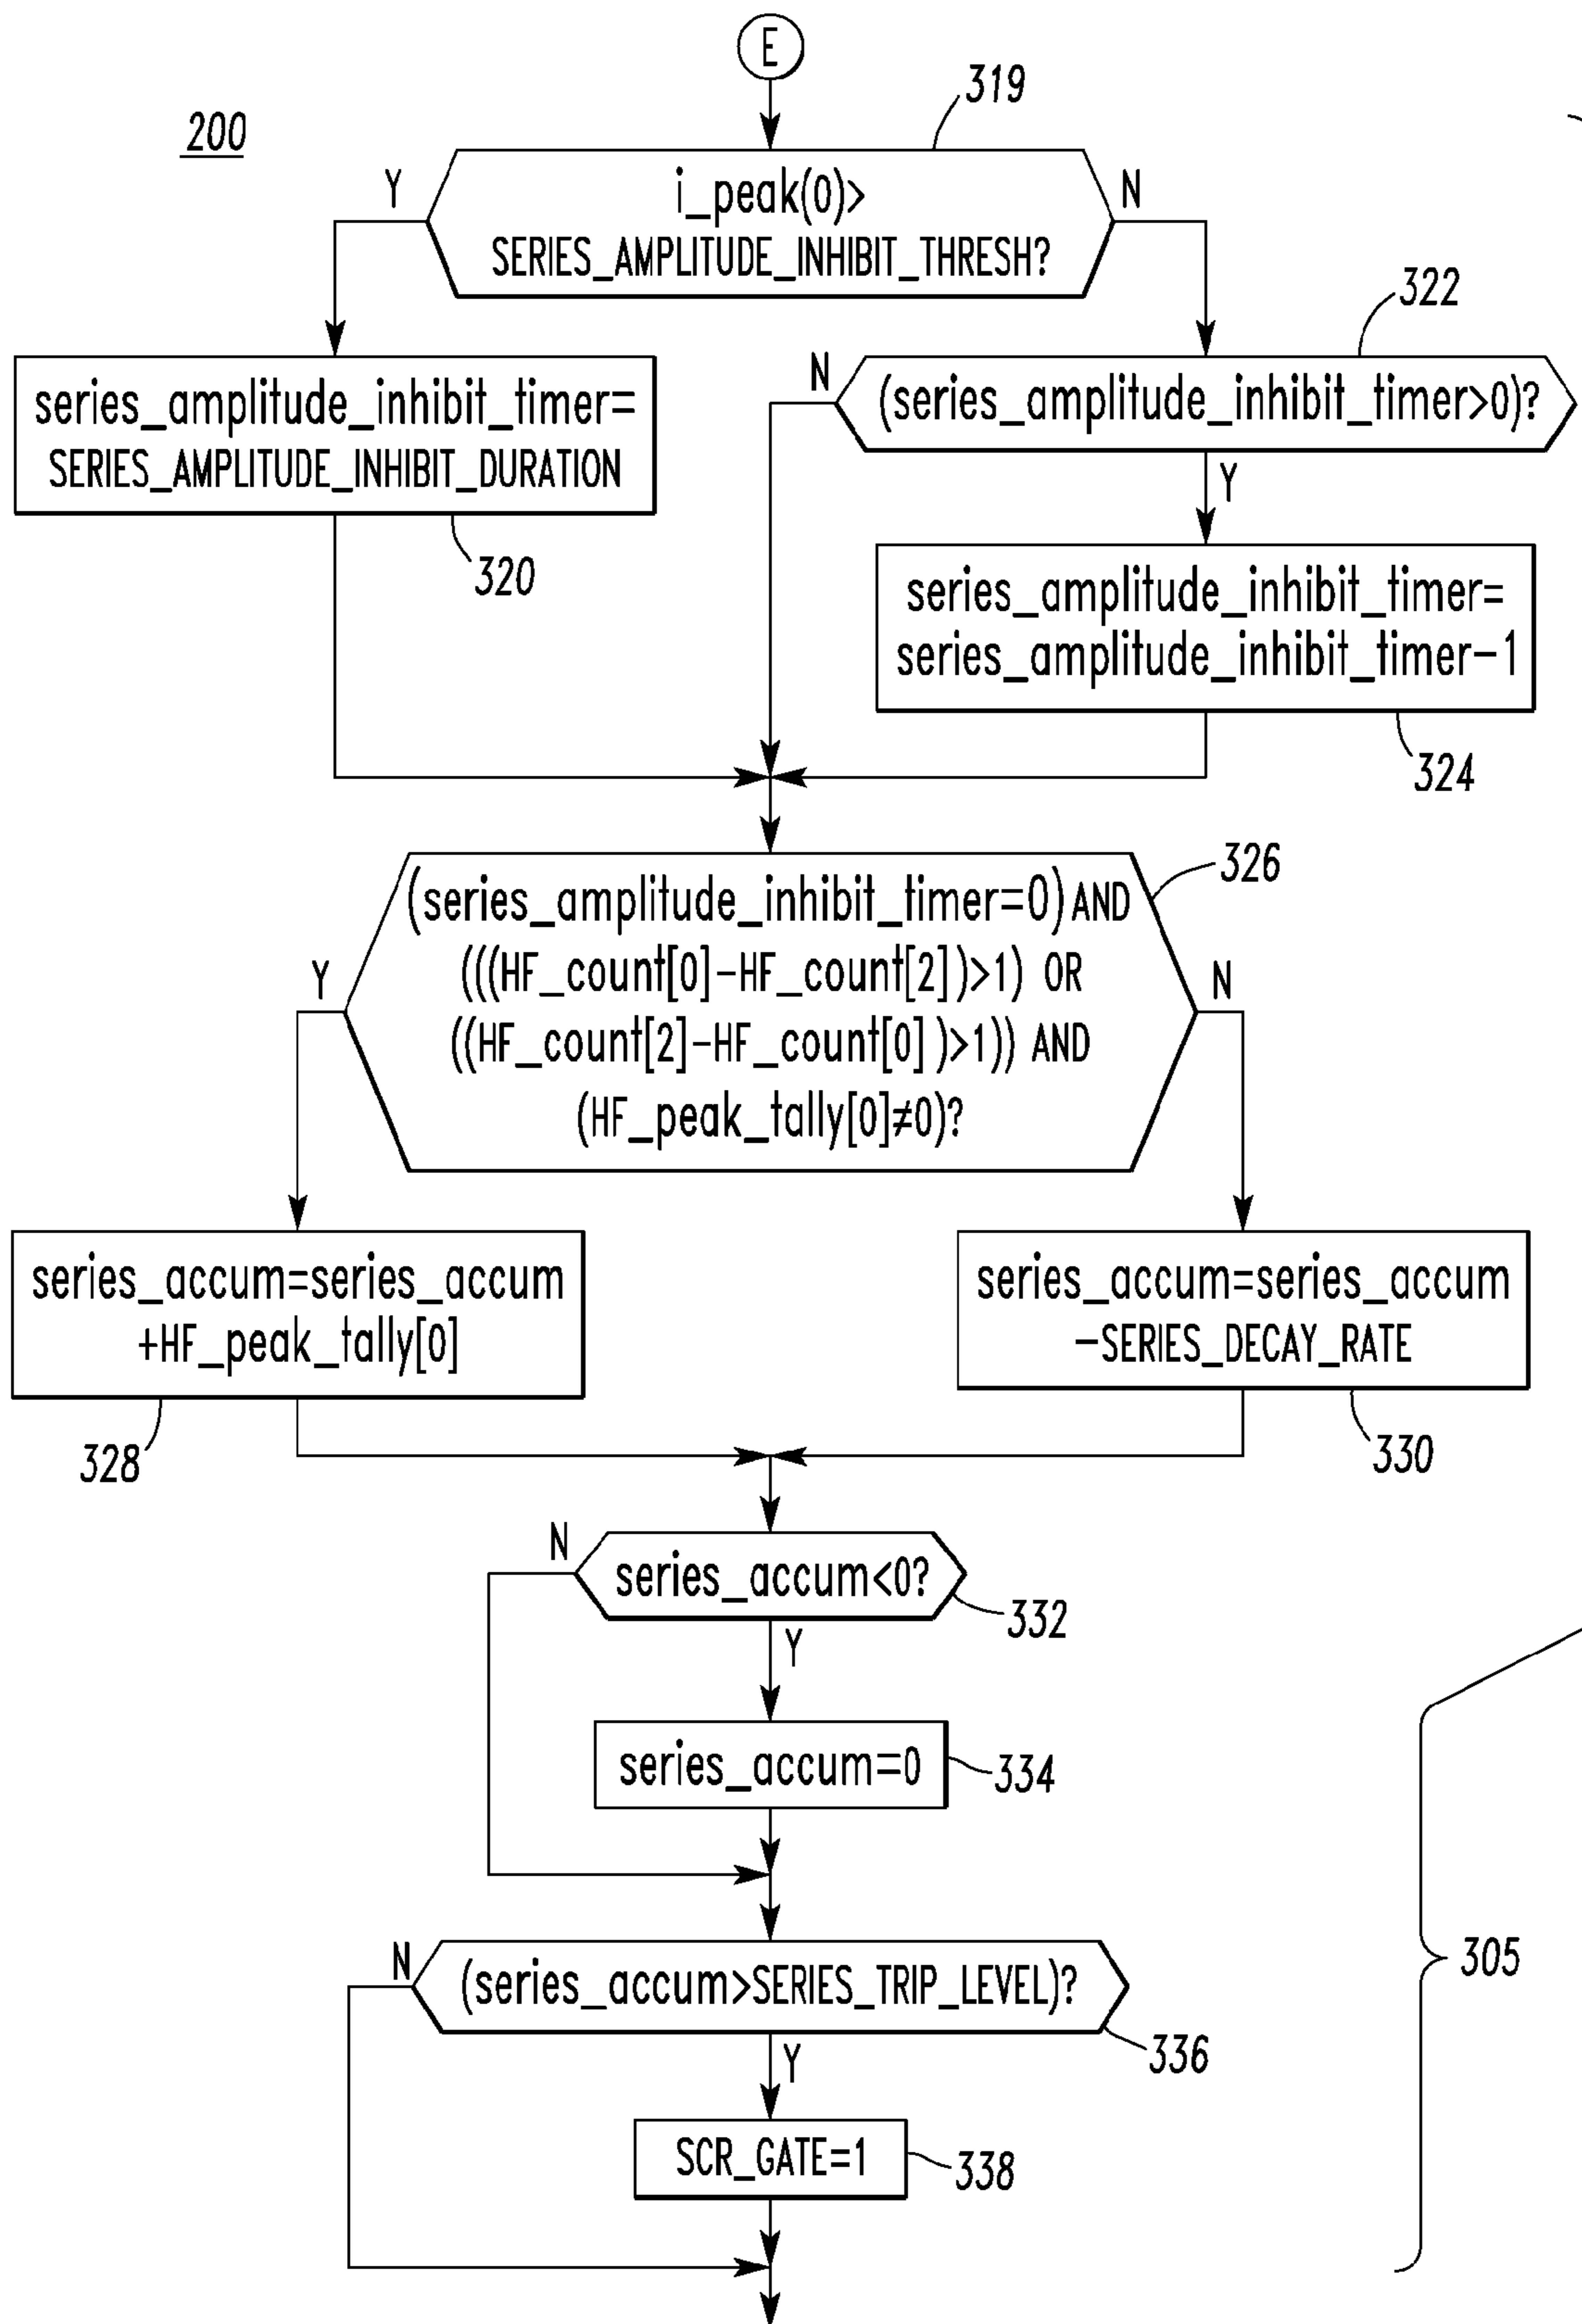 E
319
200
Y
i_peak(0)>
N
SERIES_AMPLITUDE_INHIBIT_THRESH?
322
N
(series_amplitude_inhibit_timer>0)?
series_amplitude_inhibit_timer=
SERIES_AMPLITUDE_INHIBIT_DURATION
Y
320
series_amplitude_inhibit_timer=
series_amplitude_inhibit_timer-1
324
326
(series_amplitude_inhibit_timer=0)AND
Y
(((HF_count[0]-HF_count[2])>1) OR
N
((HF_count[2]-HF_count[0])>1)) AND
(HF_peak_tally[0]≠0)?
series_accum=series_accum
+HF_peak_tally[0]
series_accum=series_accum
-SERIES_DECAY_RATE
328
330
N
series_accum<0?
332
Y
series_accum=0
334
N
(series_accum>SERIES_TRIP_LEVEL)?
305
336
Y
SCR_GATE=1
338